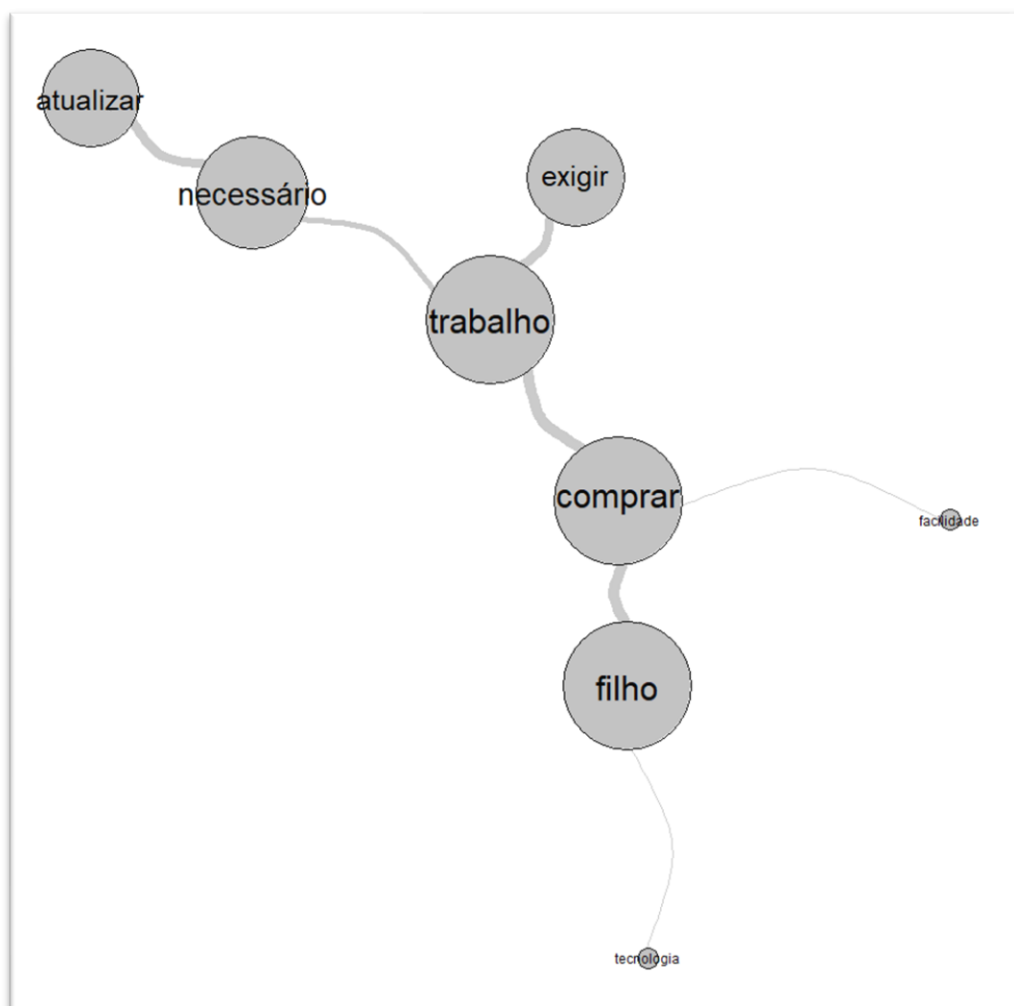 atualizar
necessário
exigir
trabalho
comprar
facilidade
filho
tecnologia